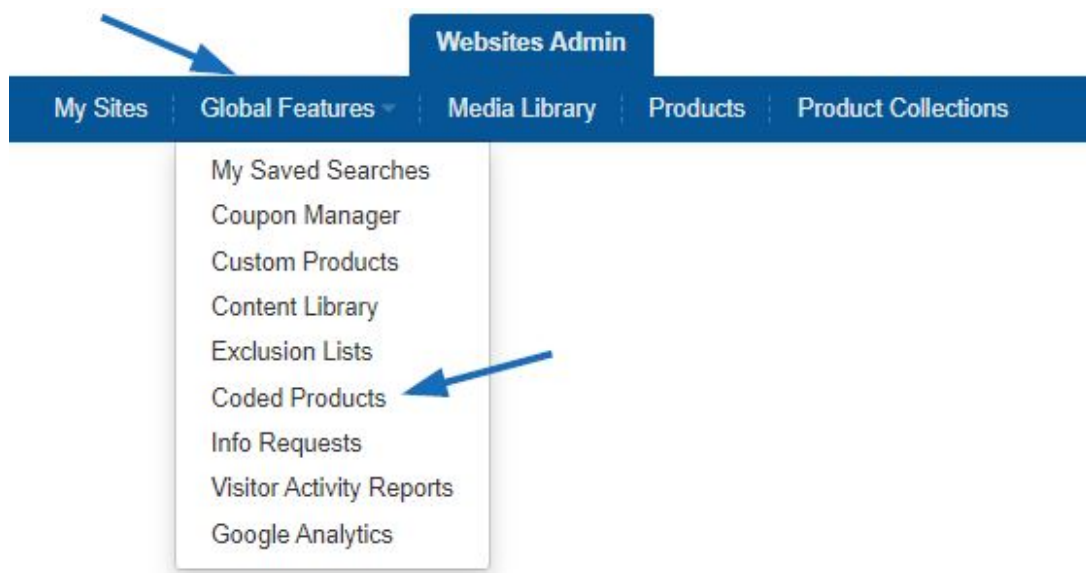 Websites Admin
My Sites Global Features Media Library Products Product Collections
My Saved Searches
Coupon Manager
Custom Products
Content Library
Exclusion Lists
Coded Products
Info Requests
Visitor Activity Reports
Google Analytics